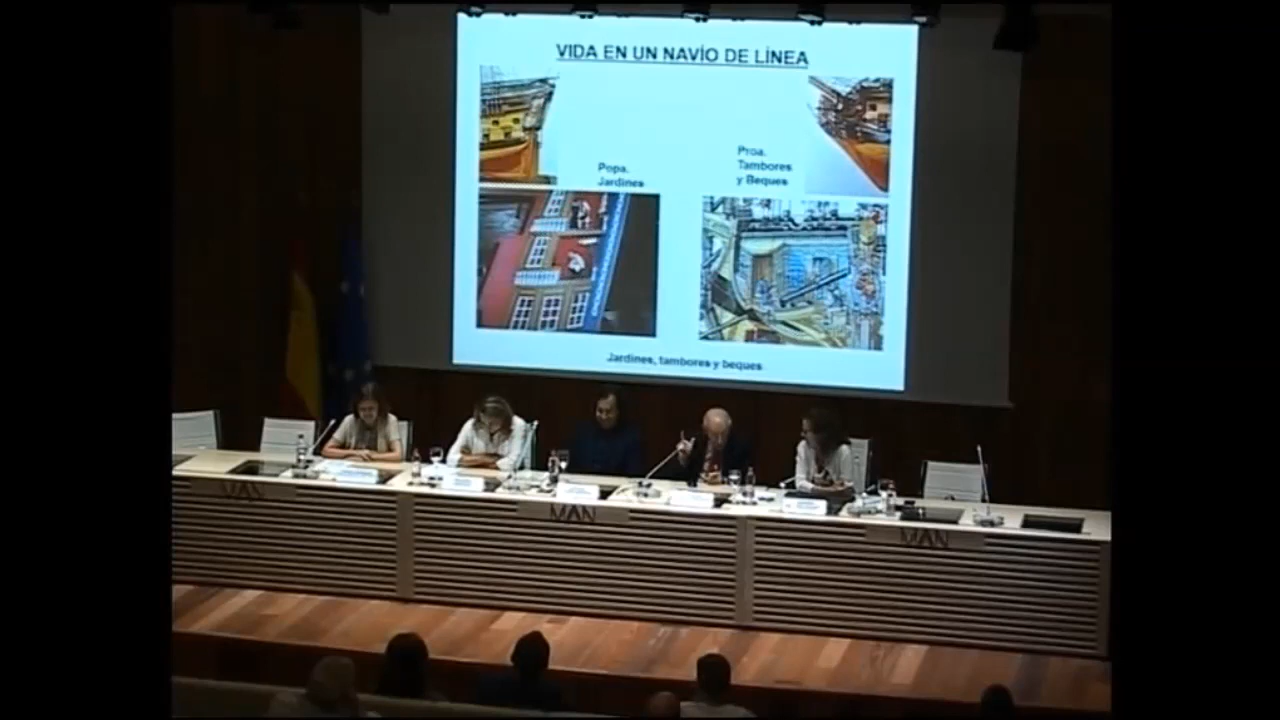 VIDA EN UN NAVÍO DE LÍNEA
Popa.
Jardines
Proa.
Tambores
y Beques
Jardines, tambores y beques
MAN
MAN
MAN